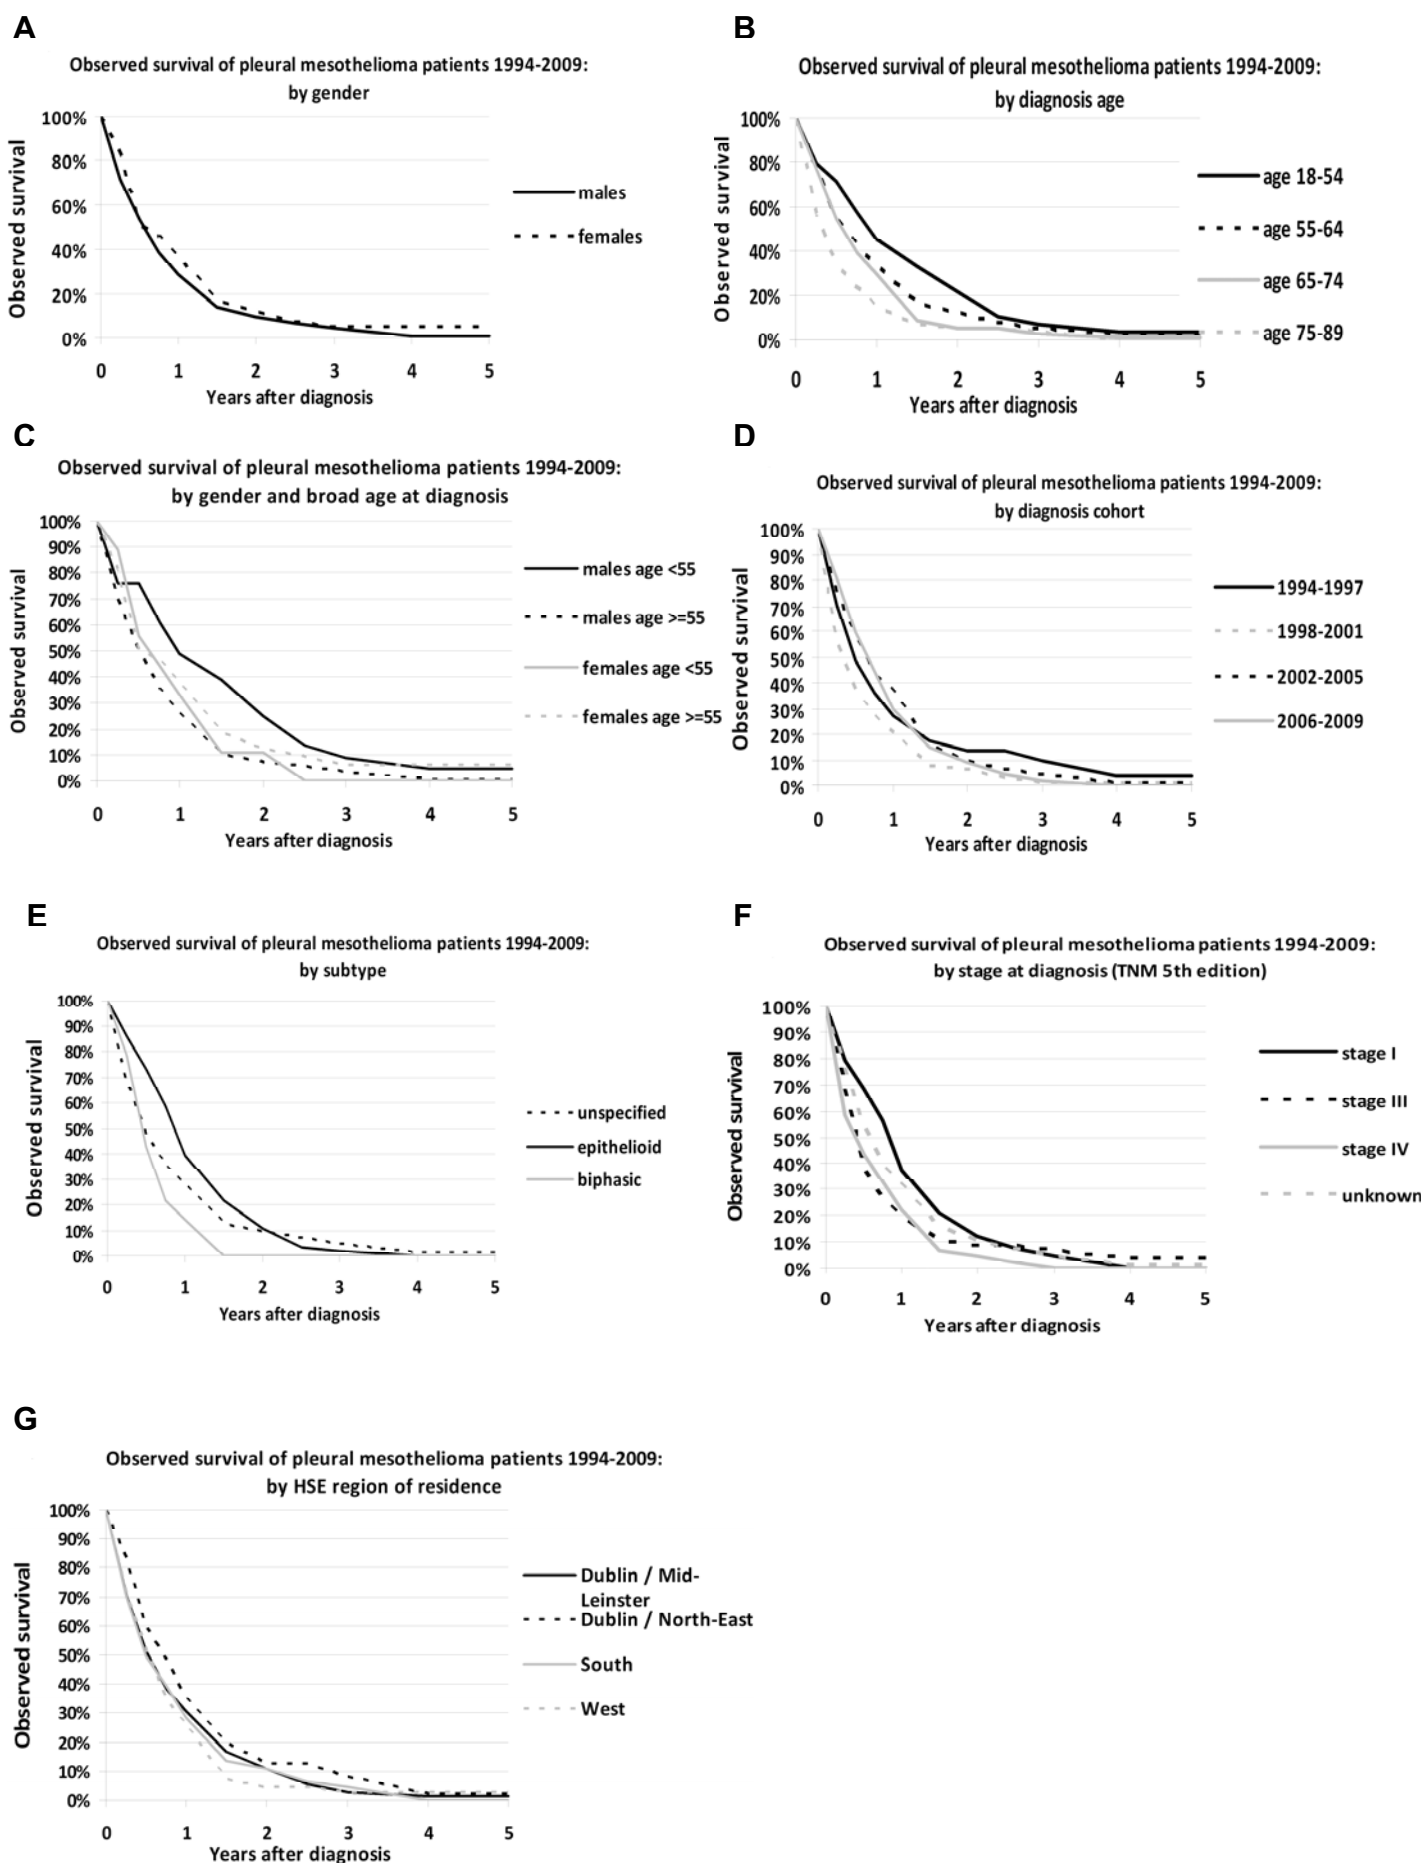 A
Observed survival of pleural mesothelioma patients 1994-2009:
by gender
Observed survival
100%
80%
60%
40%
20%
0%
0 1 2 3 4 5
Years after diagnosis
males
females
B
Observed survival of pleural mesothelioma patients 1994-2009:
by diagnosis age
Observed survival
100%
80%
60%
40%
20%
0%
0 1 2 3 4 5
Years after diagnosis
age 18-54
age 55-64
age 65-74
age 75-89
C
Observed survival of pleural mesothelioma patients 1994-2009:
by gender and broad age at diagnosis
Observed survival
100%
90%
80%
70%
60%
50%
40%
30%
20%
10%
0%
0 1 2 3 4 5
Years after diagnosis
males age <55
males age >=55
females age <55
females age >=55
D
Observed survival of pleural mesothelioma patients 1994-2009:
by diagnosis cohort
Observed survival
100%
90%
80%
70%
60%
50%
40%
30%
20%
10%
0%
0 1 2 3 4 5
Years after diagnosis
1994-1997
1998-2001
2002-2005
2006-2009
E
Observed survival of pleural mesothelioma patients 1994-2009:
by subtype
Observed survival
100%
90%
80%
70%
60%
50%
40%
30%
20%
10%
0%
0 1 2 3 4 5
Years after diagnosis
unspecified
epithelioid
biphasic
F
Observed survival of pleural mesothelioma patients 1994-2009:
by stage at diagnosis (TNM 5th edition)
Observed survival
100%
90%
80%
70%
60%
50%
40%
30%
20%
10%
0%
0 1 2 3 4 5
Years after diagnosis
stage I
stage III
stage IV
unknown
G
Observed survival of pleural mesothelioma patients 1994-2009:
by HSE region of residence
Observed survival
100%
90%
80%
70%
60%
50%
40%
30%
20%
10%
0%
0 1 2 3 4 5
Years after diagnosis
Dublin / Mid-
Leinster
Dublin / North-East
South
West